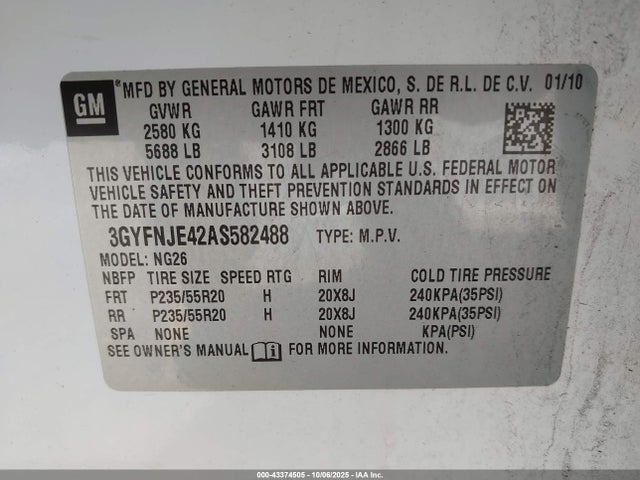 GM ® MFD BY GENERAL MOTORS DE MEXICO, S. DE R.L. DE C.V. 01/10
GVWR GAWR FRT GAWR RR
2580 KG 1410 KG 1300 KG
5688 LB 3108 LB 2866 LB
THIS VEHICLE CONFORMS TO ALL APPLICABLE U.S. FEDERAL MOTOR
VEHICLE SAFETY AND THEFT PREVENTION STANDARDS IN EFFECT ON
THE DATE OF MANUFACTURE SHOWN ABOVE.
3GYFNJE42AS582488 TYPE: M.P.V.
MODEL: NG26
NBFP TIRE SIZE SPEED RTG RIM COLD TIRE PRESSURE
FRT P235/55R20 H 20X8J 240KPA(35PSI)
RR P235/55R20 H 20X8J 240KPA(35PSI)
SPA NONE NONE KPA(PSI)
SEE OWNER'S MANUAL FOR MORE INFORMATION.
000-43374505 - 10/06/2025 - IAA Inc.